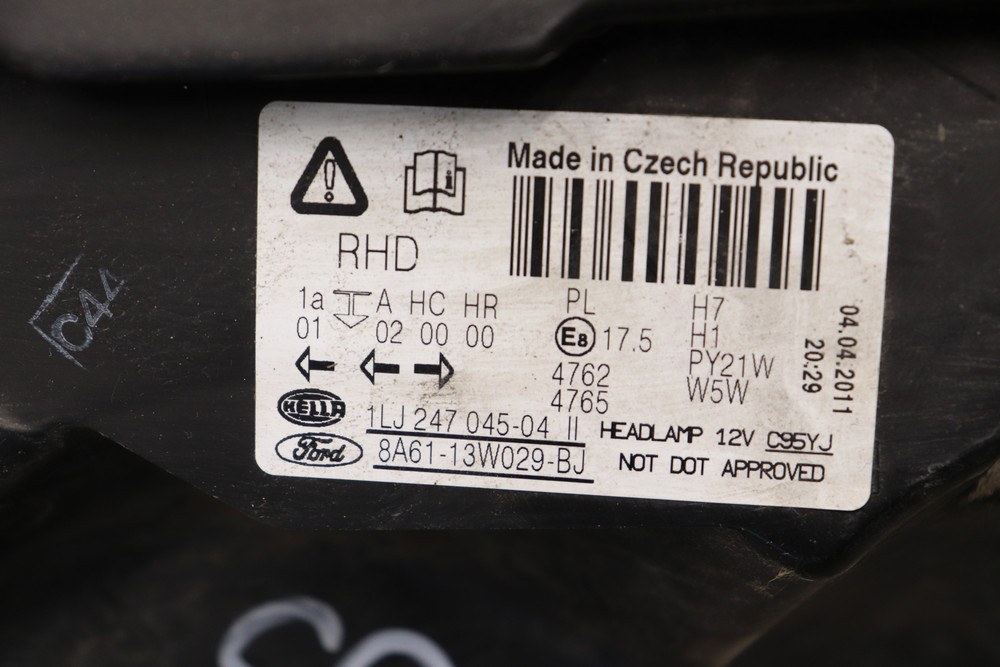 Made in Czech Republic
RHD
1a A HC HR
01 02 00 00
PL
E8 17.5
4762
4765
H7
H1
PY21W
W5W
04.04.2011
20:29
HELLA 1LJ 247 045-04 II
Ford 8A61-13W029-BJ
HEADLAMP 12V C95YJ
NOT DOT APPROVED
C44